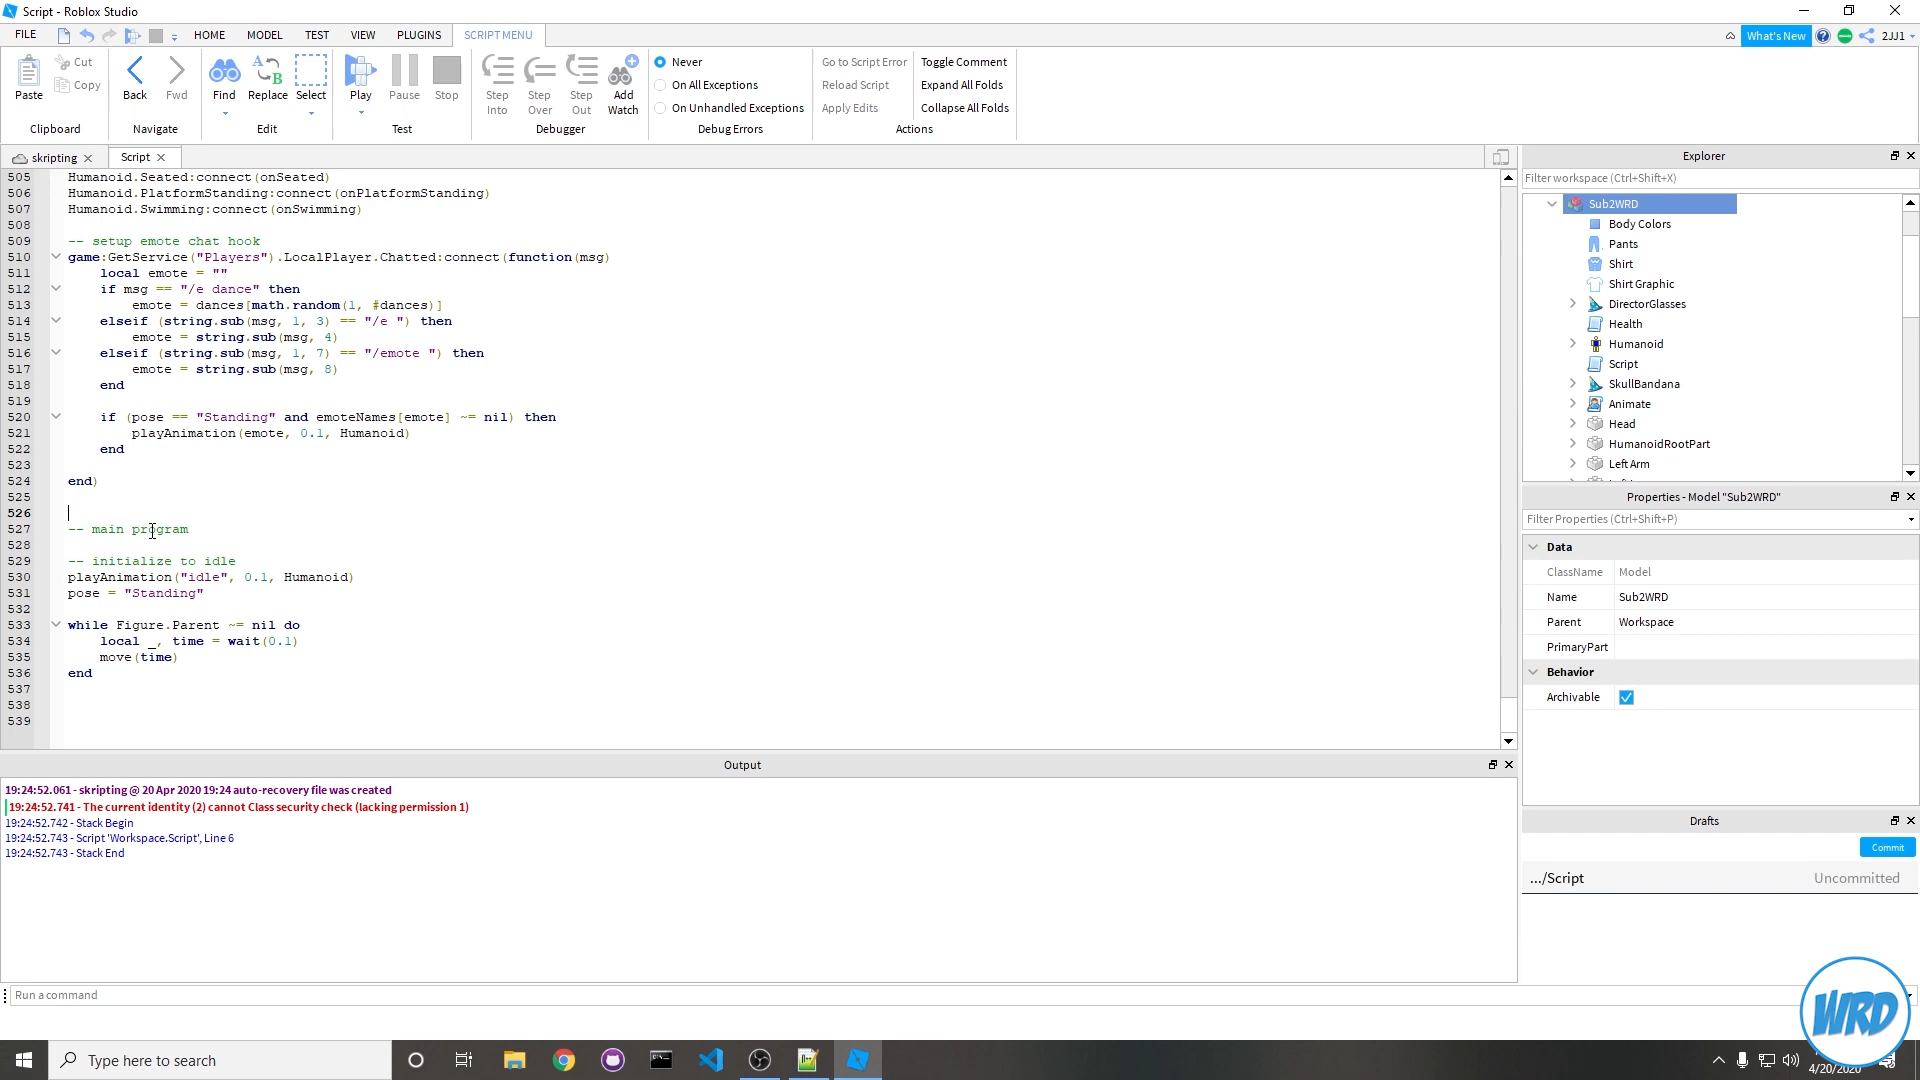 Script - Roblox Studio
FILE HOME MODEL TEST VIEW PLUGINS SCRIPT MENU What's New 2JJ1
Paste Cut Copy Clipboard
Back Fwd Navigate
Find Replace Select Edit
Play Pause Stop Test
Step Into Step Over Step Out Add Watch Debugger
Never
On All Exceptions
On Unhandled Exceptions
Debug Errors
Go to Script Error Toggle Comment
Reload Script Expand All Folds
Apply Edits Collapse All Folds
Actions
skripting Script
505 Humanoid.Seated:connect(onSeated)
506 Humanoid.PlatformStanding:connect(onPlatformStanding)
507 Humanoid.Swimming:connect(onSwimming)
508
509 -- setup emote chat hook
510 game:GetService("Players").LocalPlayer.Chatted:connect(function(msg)
511 local emote = ""
512 if msg == "/e dance" then
513 emote = dances[math.random(1, #dances)]
514 elseif (string.sub(msg, 1, 3) == "/e ") then
515 emote = string.sub(msg, 4)
516 elseif (string.sub(msg, 1, 7) == "/emote ") then
517 emote = string.sub(msg, 8)
518 end
519
520 if (pose == "Standing" and emoteNames[emote] ~= nil) then
521 playAnimation(emote, 0.1, Humanoid)
522 end
523
524 end)
525
526
527 -- main program
528
529 -- initialize to idle
530 playAnimation("idle", 0.1, Humanoid)
531 pose = "Standing"
532
533 while Figure.Parent ~= nil do
534 local _, time = wait(0.1)
535 move(time)
536 end
537
538
539
Explorer
Filter workspace (Ctrl+Shift+X)
Sub2WRD
Body Colors
Pants
Shirt
Shirt Graphic
DirectorGlasses
Health
Humanoid
Script
SkullBandana
Animate
Head
HumanoidRootPart
Left Arm
Properties - Model "Sub2WRD"
Filter Properties (Ctrl+Shift+P)
Data
ClassName Model
Name Sub2WRD
Parent Workspace
PrimaryPart
Behavior
Archivable
Drafts
Commit
.../Script Uncommitted
Output
19:24:52.061 - skripting @ 20 Apr 2020 19:24 auto-recovery file was created
19:24:52.741 - The current identity (2) cannot Class security check (lacking permission 1)
19:24:52.742 - Stack Begin
19:24:52.743 - Script 'Workspace.Script', Line 6
19:24:52.743 - Stack End
Run a command
WRD
Type here to search
4/20/2020